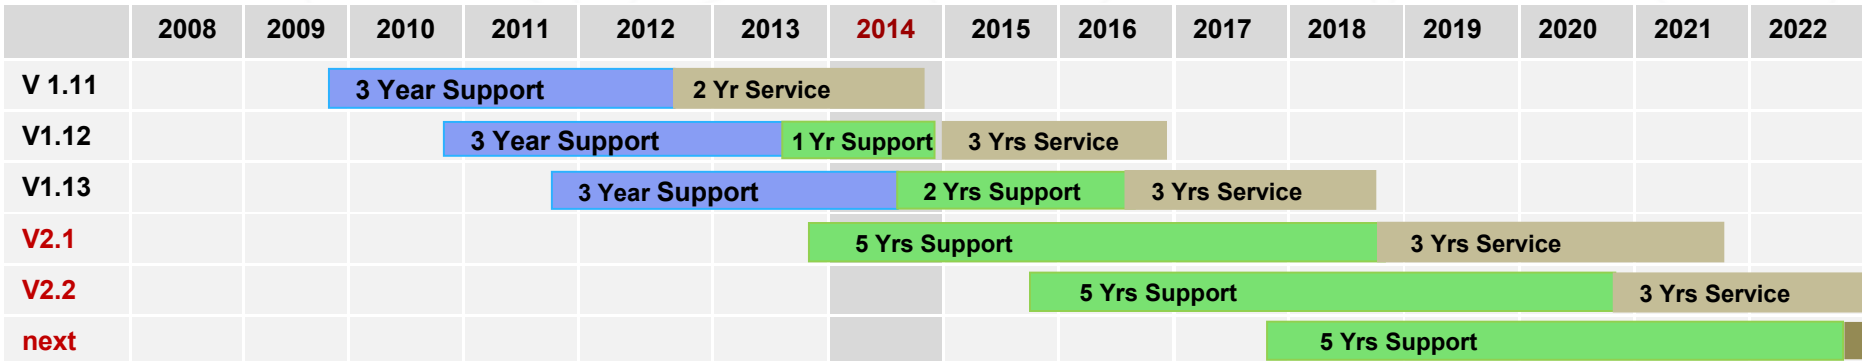 2008 2009 2010 2011 2012 2013 2014 2015 2016 2017 2018 2019 2020 2021 2022
V 1.11 3 Year Support 2 Yr Service
V1.12 3 Year Support 1 Yr Support 3 Yrs Service
V1.13 3 Year Support 2 Yrs Support 3 Yrs Service
V2.1 5 Yrs Support 3 Yrs Service
V2.2 5 Yrs Support 3 Yrs Service
next 5 Yrs Support